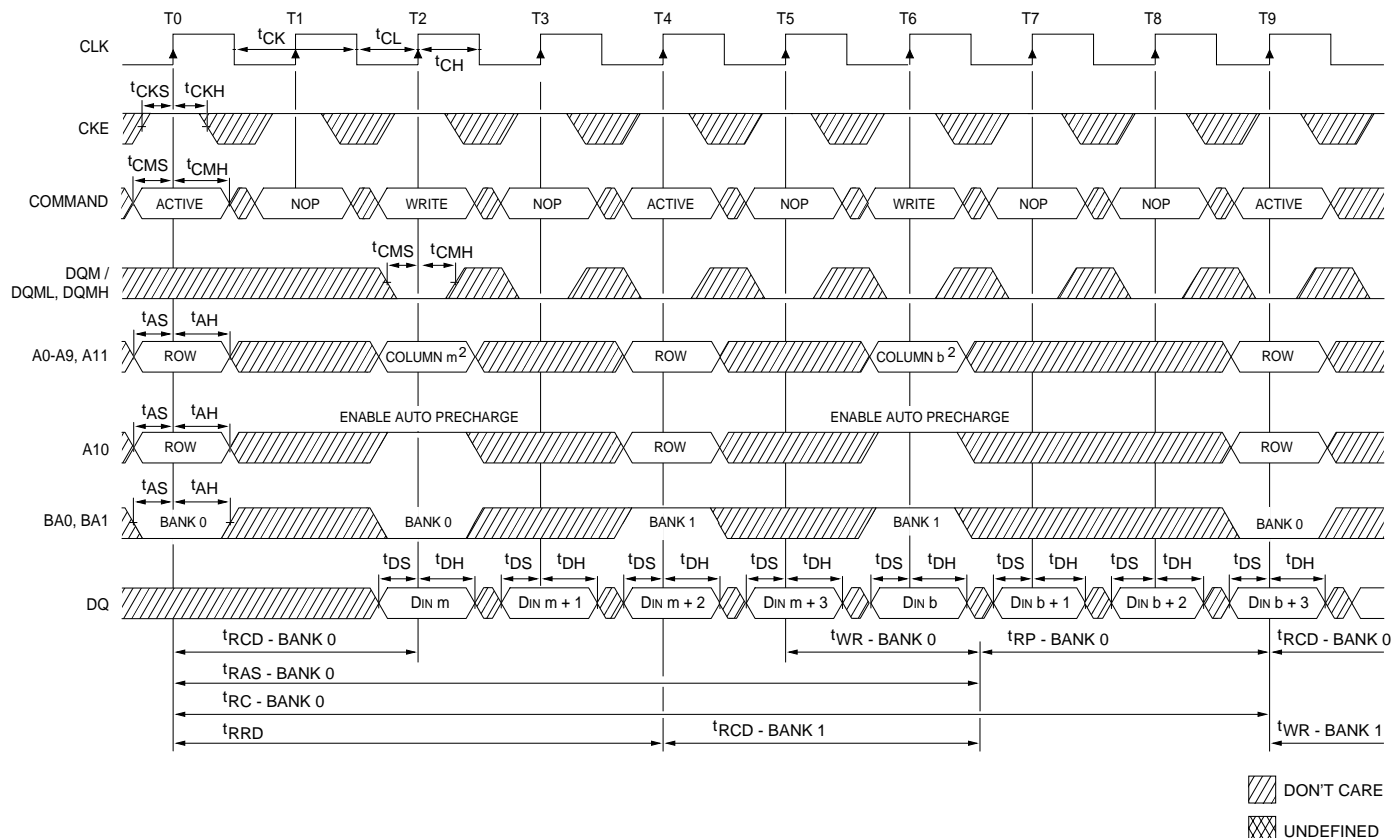 T0 T1 T2 T3 T4 T5 T6 T7 T8 T9
CLK
tCK tCL
tCH
tCKS tCKH
CKE
tCMS tCMH
COMMAND ACTIVE NOP WRITE NOP ACTIVE NOP WRITE NOP NOP ACTIVE
tCMS tCMH
DQM /
DQML, DQMH
tAS tAH
A0-A9, A11 ROW COLUMN m2 ROW COLUMN b2 ROW
tAS tAH ENABLE AUTO PRECHARGE ENABLE AUTO PRECHARGE
A10 ROW ROW ROW
tAS tAH
BA0, BA1 BANK 0 BANK 0 BANK 1 BANK 1 BANK 0
tDS tDH tDS tDH tDS tDH tDS tDH tDS tDH tDS tDH tDS tDH tDS tDH
DQ DIN m DIN m + 1 DIN m + 2 DIN m + 3 DIN b DIN b + 1 DIN b + 2 DIN b + 3
tRCD - BANK 0 tWR - BANK 0 tRP - BANK 0 tRCD - BANK 0
tRAS - BANK 0
tRC - BANK 0
tRRD tRCD - BANK 1 tWR - BANK 1
DON'T CARE
UNDEFINED